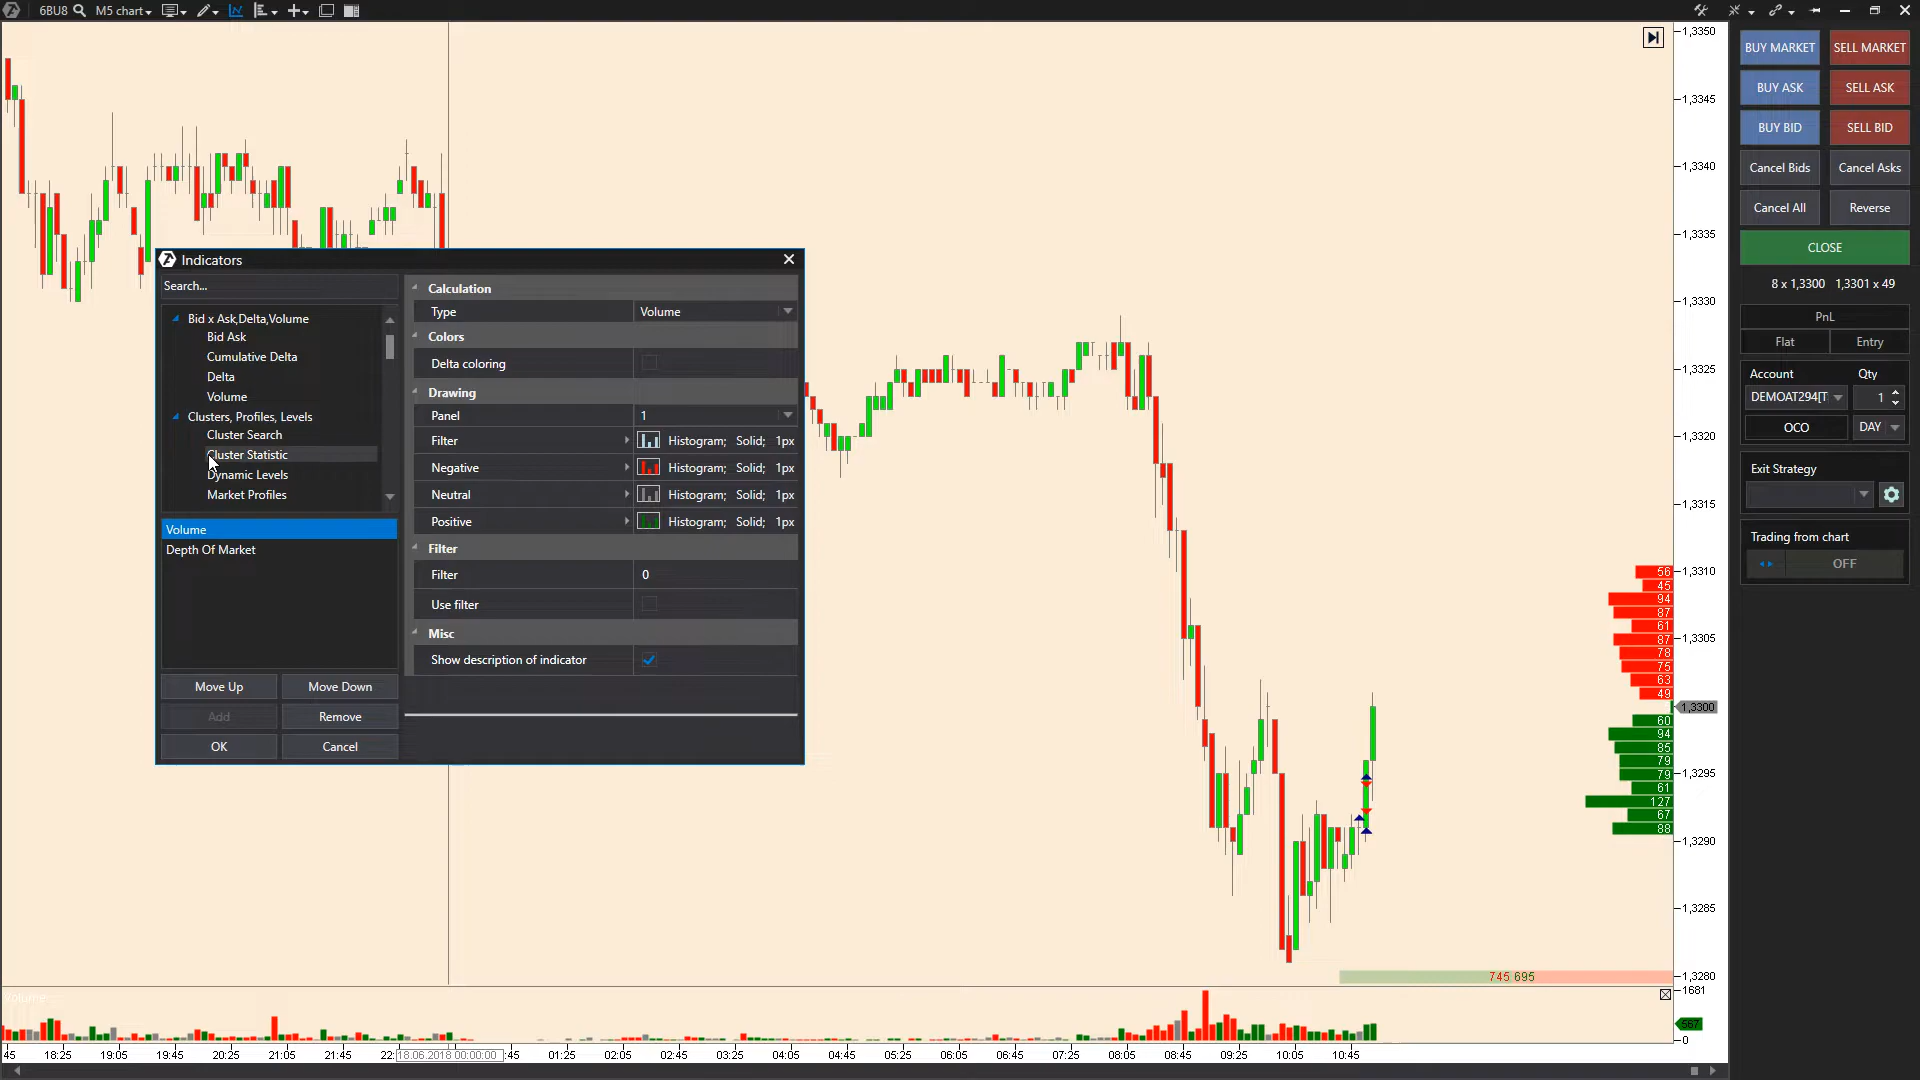 6BU8 M5 chart
1,3350
BUY MARKET SELL MARKET
BUY ASK SELL ASK
BUY BID SELL BID
Cancel Bids Cancel Asks
Cancel All Reverse
CLOSE
8 x 1,3300 1,3301 x 49
PnL
Flat Entry
Account Qty
DEMOAT294[T 1
OCO DAY
Exit Strategy
Trading from chart
OFF
1,3345
1,3340
1,3335
1,3330
1,3325
1,3320
1,3315
1,3310
1,3305
1,3300
1,3295
1,3290
1,3285
1,3280
Indicators
Search...
Bid x Ask,Delta,Volume
Bid Ask
Cumulative Delta
Delta
Volume
Clusters, Profiles, Levels
Cluster Search
Cluster Statistic
Dynamic Levels
Market Profiles
Volume
Depth Of Market
Move Up Move Down
Add Remove
OK Cancel
Calculation
Type Volume
Colors
Delta coloring
Drawing
Panel 1
Filter Histogram; Solid; 1px
Negative Histogram; Solid; 1px
Neutral Histogram; Solid; 1px
Positive Histogram; Solid; 1px
Filter
Filter 0
Use filter
Misc
Show description of indicator
56
45
94
87
61
87
78
75
63
49
60
94
85
79
79
61
127
67
88
745 695
Volume
1681
567
0
45 18:25 19:05 19:45 20:25 21:05 21:45 22: 18.06.2018 00:00:00 :45 01:25 02:05 02:45 03:25 04:05 04:45 05:25 06:05 06:45 07:25 08:05 08:45 09:25 10:05 10:45